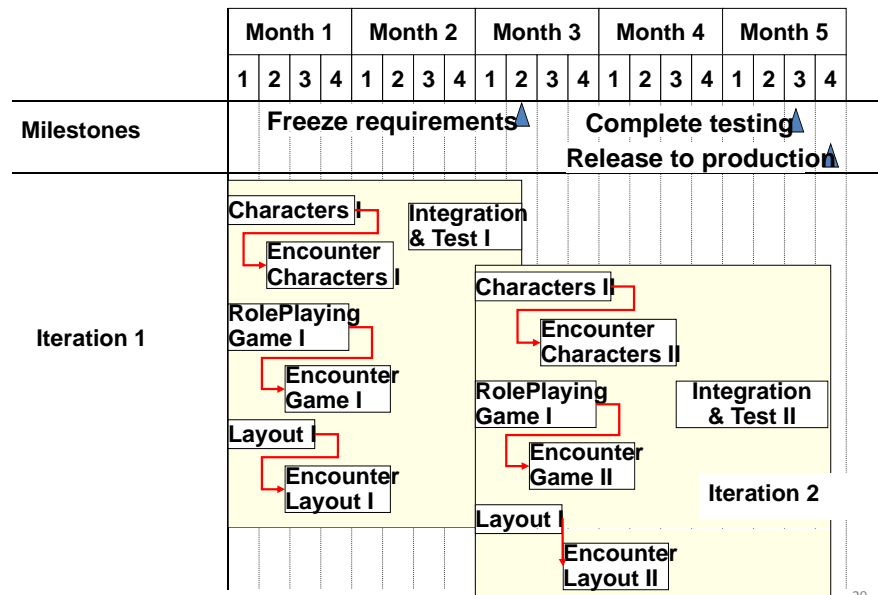 Month 1 Month 2 Month 3 Month 4 Month 5
1 2 3 4 1 2 3 4 1 2 3 4 1 2 3 4 1 2 3 4
Milestones
Freeze requirements
Complete testing
Release to production
Iteration 1
Characters I
Integration
& Test I
Encounter
Characters I
RolePlaying
Game I
Encounter
Game I
Layout I
Encounter
Layout I
Characters II
Encounter
Characters II
RolePlaying
Game I
Integration
& Test II
Encounter
Game II
Iteration 2
Layout I
Encounter
Layout II